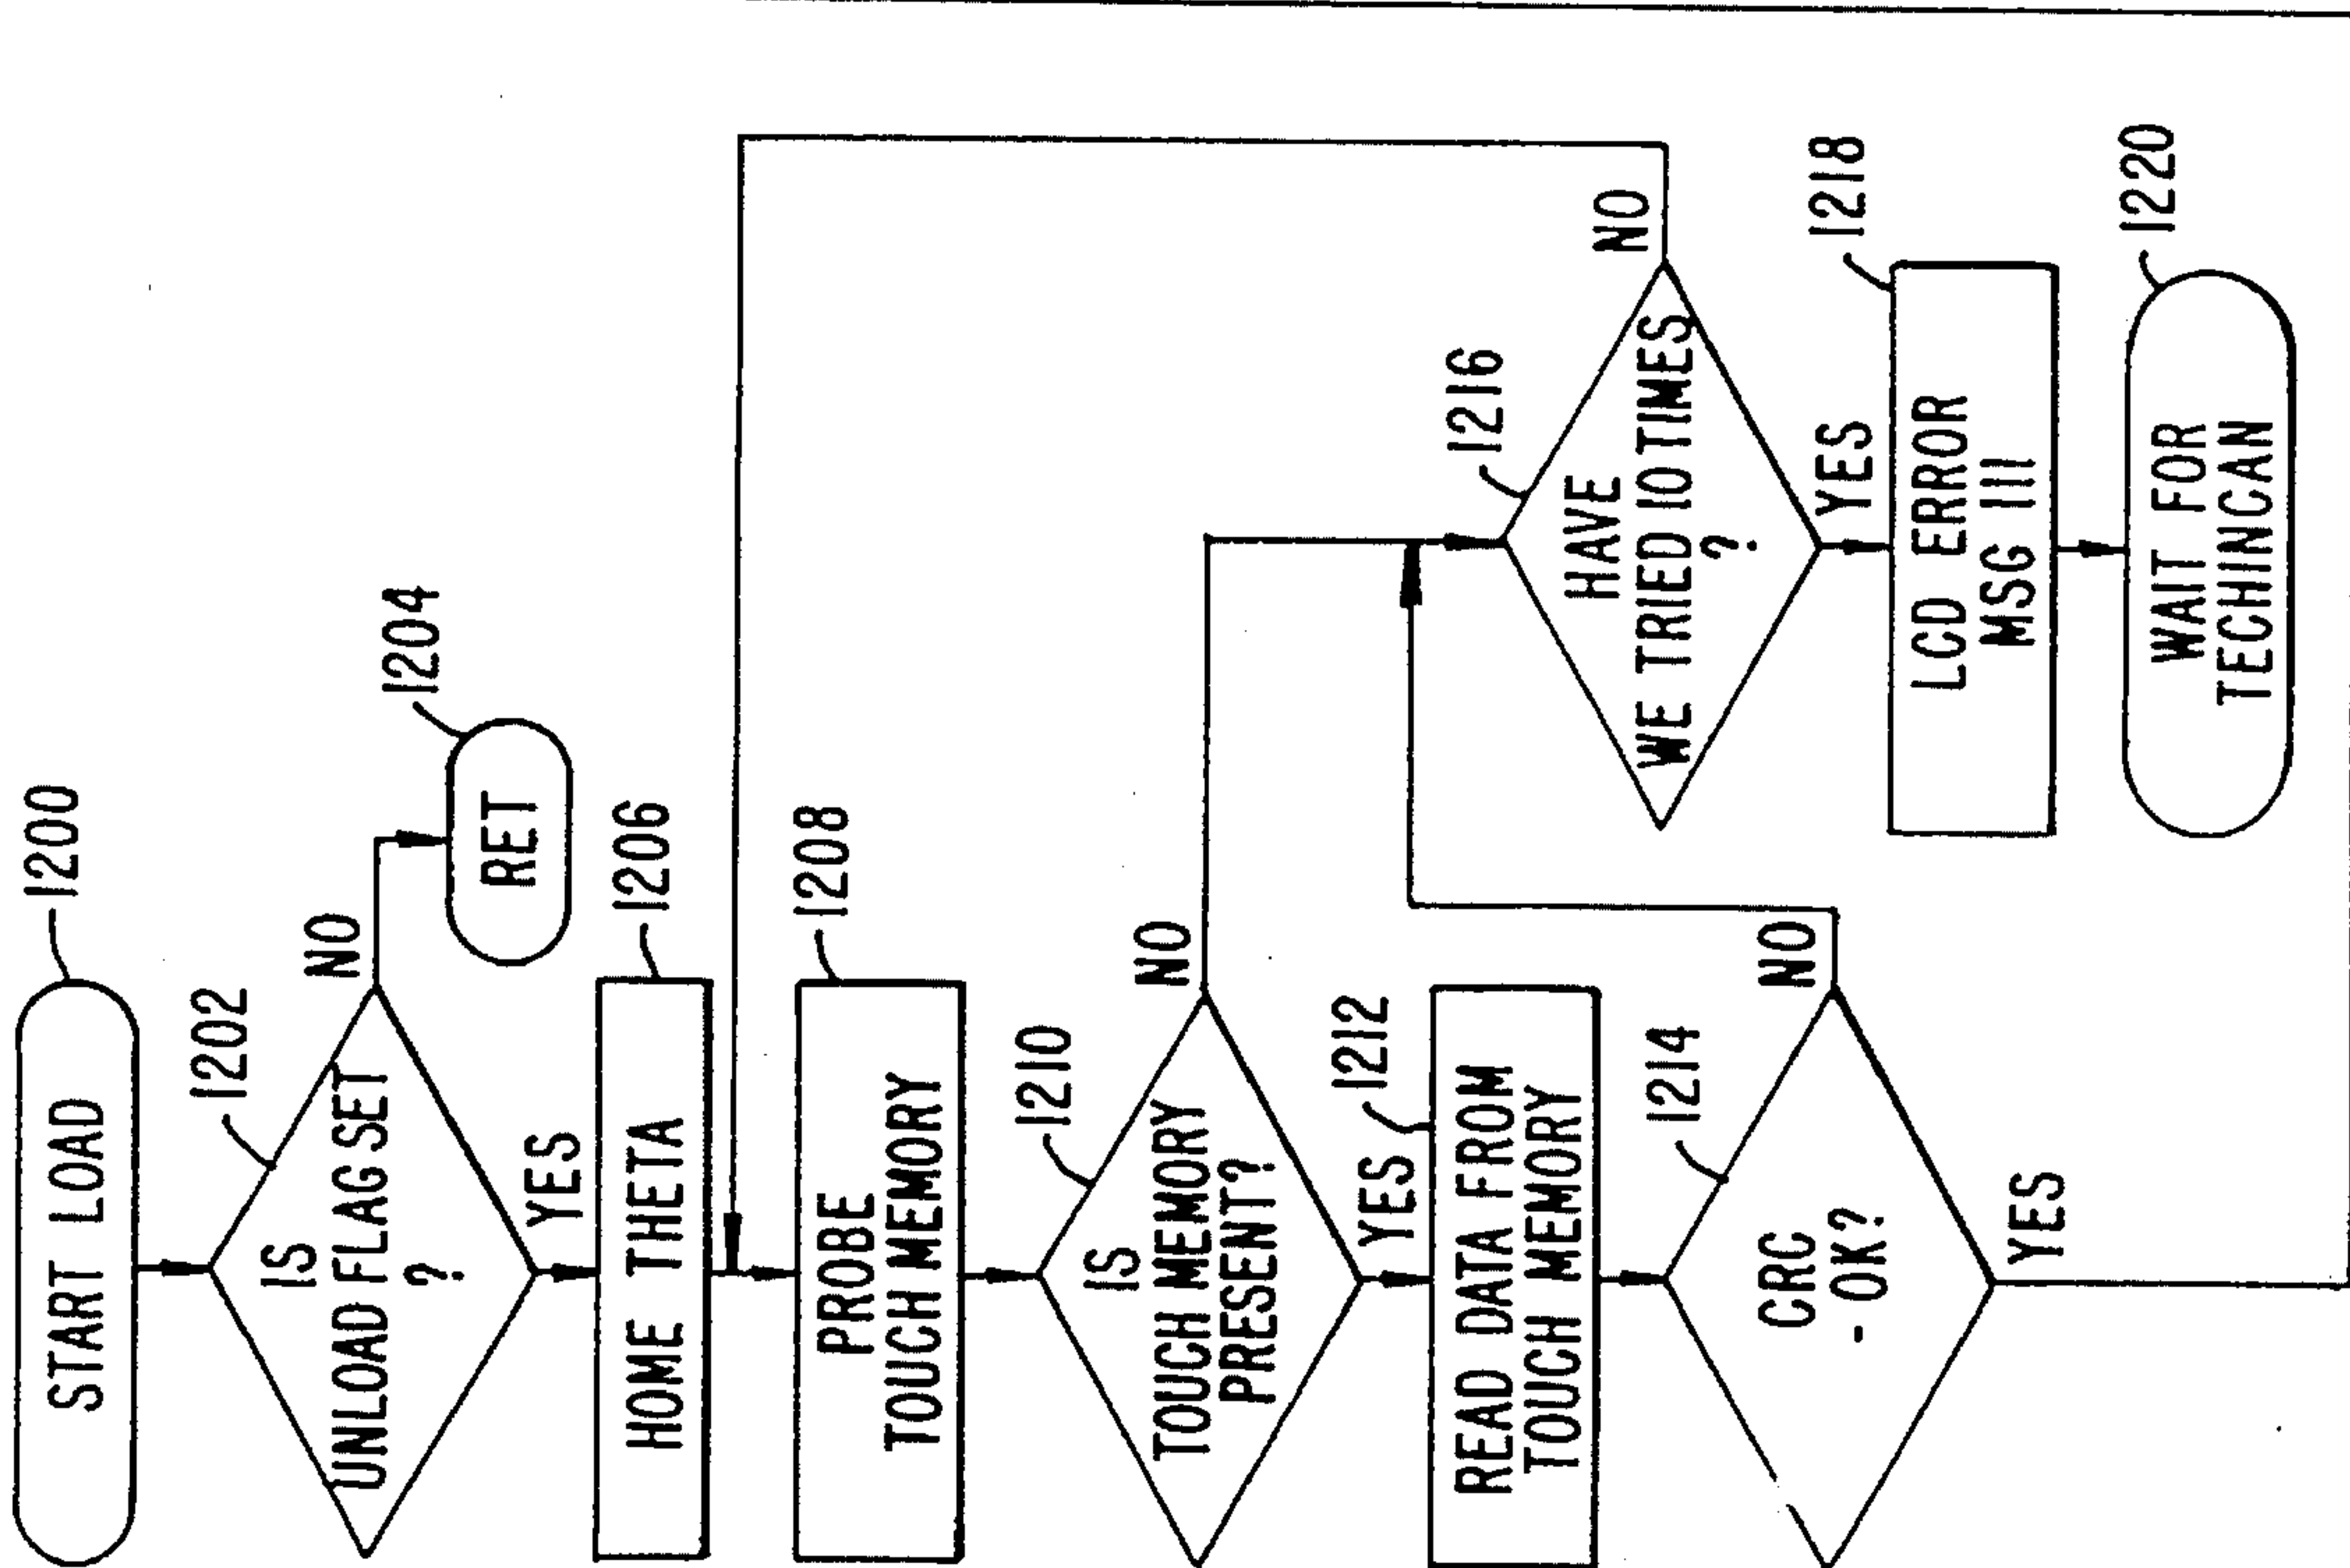 START LOAD
1200
IS
UNLOAD FLAG SET
?
1202
NO
RET
1204
YES
HOME THETA
1206
PROBE
TOUCH MEMORY
1208
IS
TOUCH MEMORY
PRESENT?
1210
NO
YES
READ DATA FROM
TOUCH MEMORY
1212
CRC
-OK?
1214
NO
YES
HAVE
WE TRIED 10 TIMES
?
1216
NO
YES
LCD ERROR
MSG 111
1218
WAIT FOR
TECHINCAN
1220